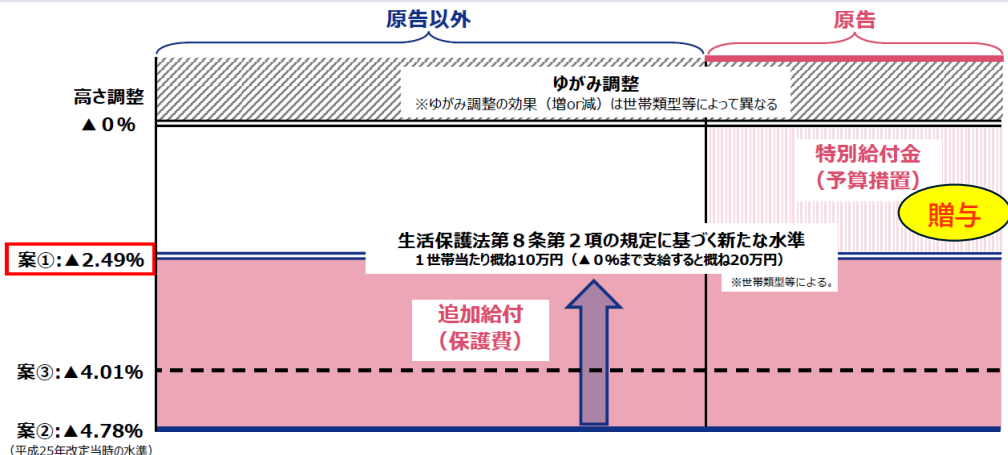 原告以外
原告
ゆがみ調整
※ゆがみ調整の効果（増or減）は世帯類型等によって異なる
高さ調整
▲０%
特別給付金
（予算措置）
贈与
生活保護法第８条第２項の規定に基づく新たな水準
１世帯当たり概ね10万円（▲０%まで支給すると概ね20万円）
※世帯類型等による。
案①:▲2.49%
追加給付
（保護費）
案③:▲4.01%
案②:▲4.78%
（平成25年改定当時の水準）